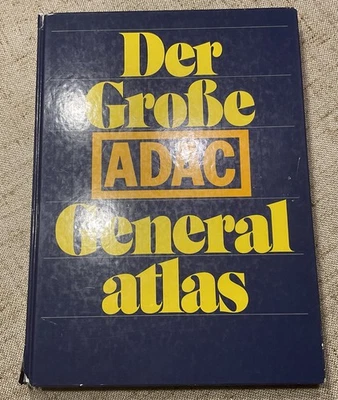 Der
Große
ADAC
General
atlas